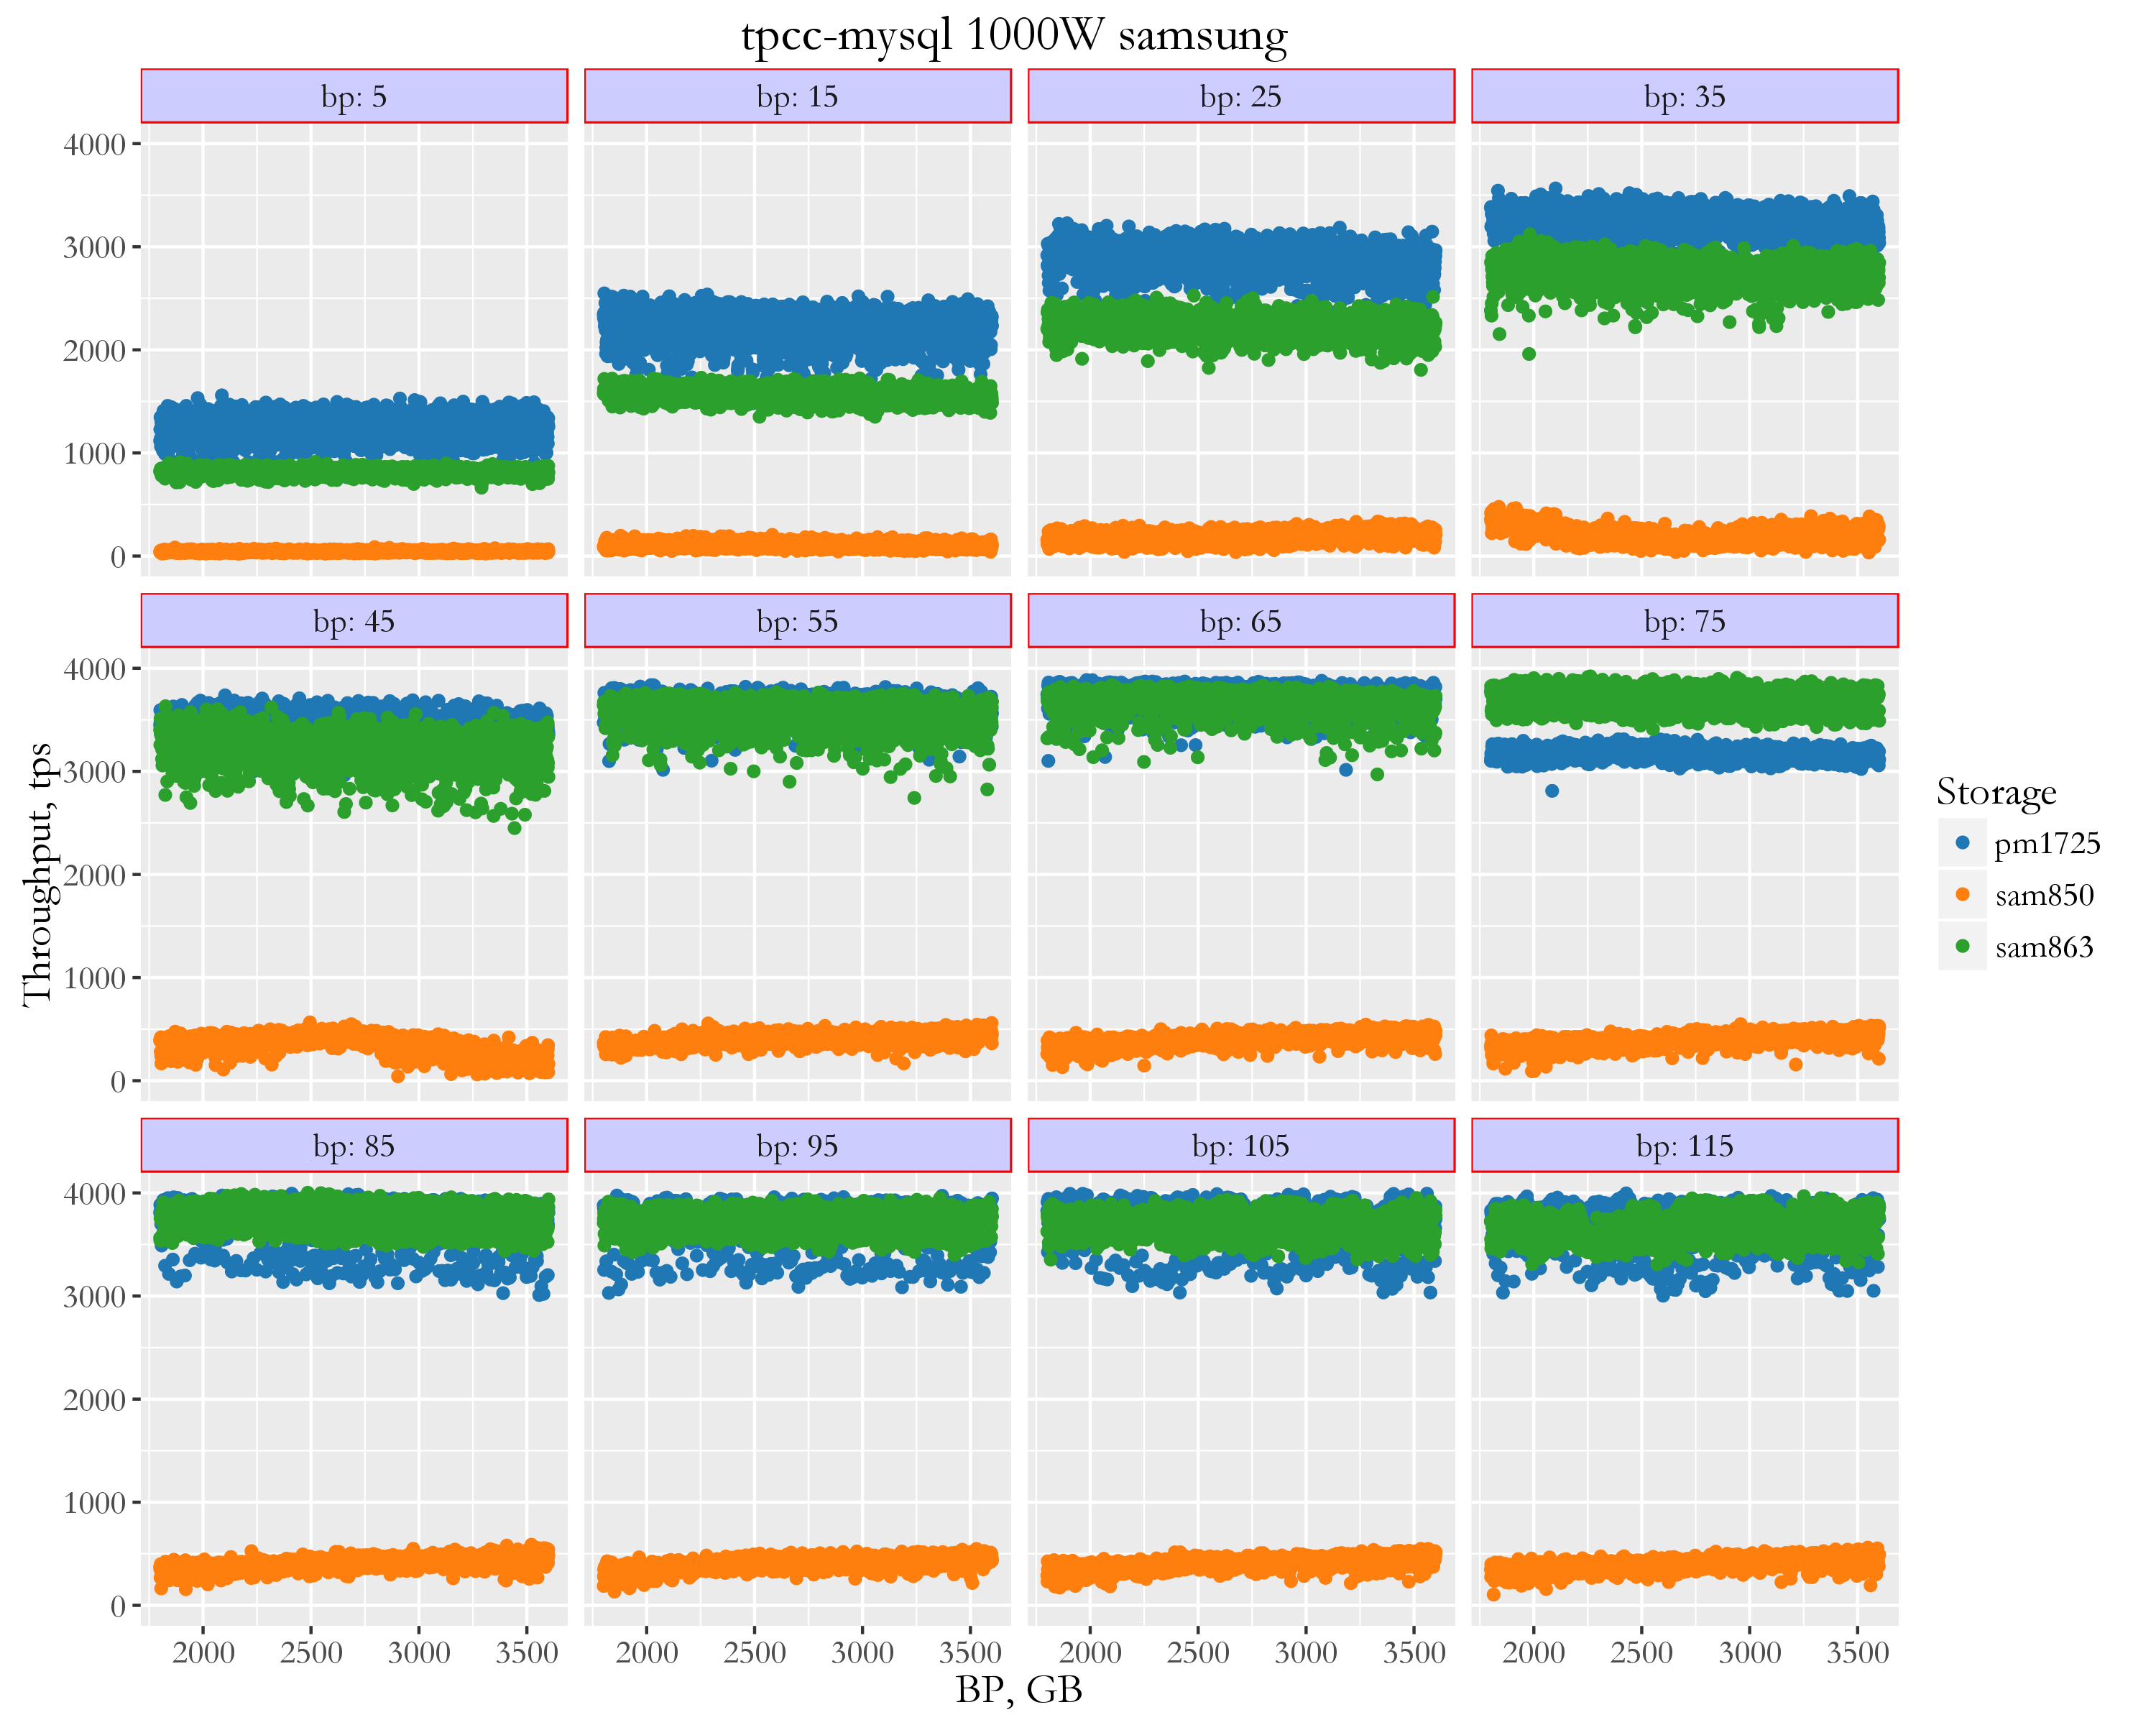 tpcc-mysql 1000W samsung
bp: 5 bp: 15 bp: 25 bp: 35
4000
3000
2000
1000
0
bp: 45 bp: 55 bp: 65 bp: 75
4000
3000
2000
1000
0
bp: 85 bp: 95 bp: 105 bp: 115
4000
3000
2000
1000
0
2000 2500 3000 3500 2000 2500 3000 3500 2000 2500 3000 3500 2000 2500 3000 3500
BP, GB
Throughput, tps
Storage
pm1725
sam850
sam863